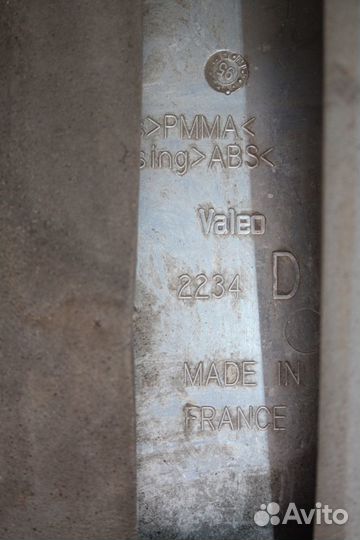 >PMMA<
sing>ABS<
Valeo
2234 D
MADE IN
FRANCE
Avito